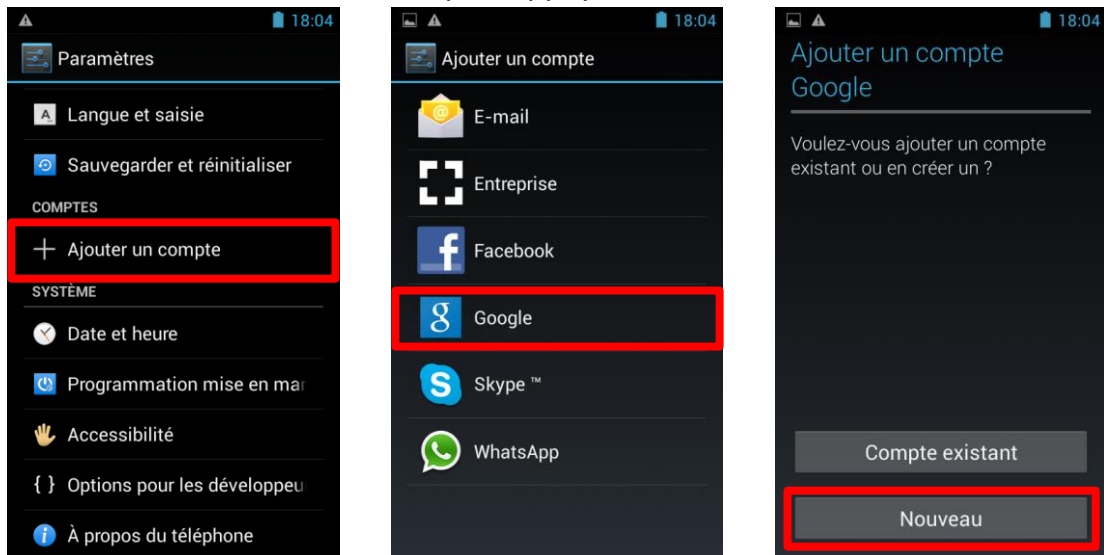 18:04
Paramètres
Langue et saisie
Sauvegarder et réinitialiser
COMPTES
Ajouter un compte
SYSTÈME
Date et heure
Programmation mise en mar
Accessibilité
{ } Options pour les développeu
À propos du téléphone
18:04
Ajouter un compte
E-mail
Entreprise
Facebook
Google
Skype ™
WhatsApp
18:04
Ajouter un compte
Google
Voulez-vous ajouter un compte
existant ou en créer un ?
Compte existant
Nouveau